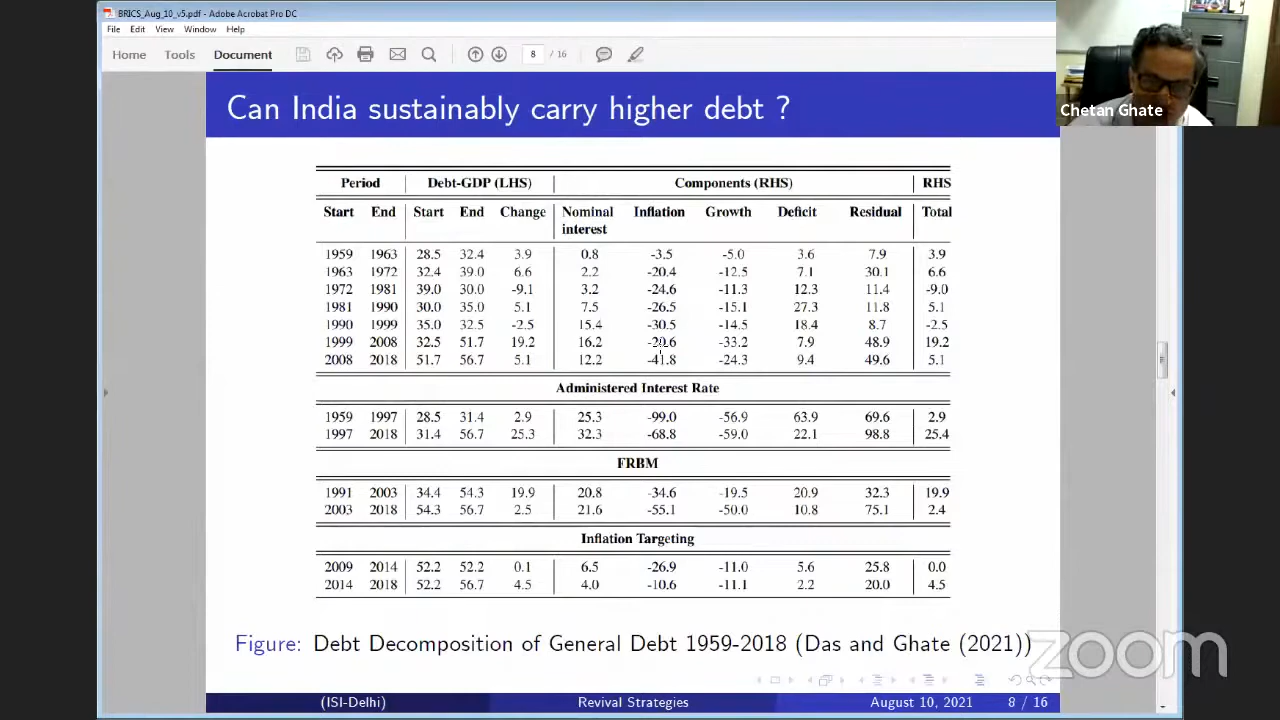 BRICS_Aug_10_v5.pdf - Adobe Acrobat Pro DC
File Edit View Window Help
Home Tools Document 8 / 16
Chetan Ghate
Can India sustainably carry higher debt ?
Period Debt-GDP (LHS) Components (RHS) RHS
Start End Start End Change Nominal interest Inflation Growth Deficit Residual Total
1959 1963 28.5 32.4 3.9 0.8 -3.5 -5.0 3.6 7.9 3.9
1963 1972 32.4 39.0 6.6 2.2 -20.4 -12.5 7.1 30.1 6.6
1972 1981 39.0 30.0 -9.1 3.2 -24.6 -11.3 12.3 11.4 -9.0
1981 1990 30.0 35.0 5.1 7.5 -26.5 -15.1 27.3 11.8 5.1
1990 1999 35.0 32.5 -2.5 15.4 -30.5 -14.5 18.4 8.7 -2.5
1999 2008 32.5 51.7 19.2 16.2 -33.2 7.9 48.9 19.2
2008 2018 51.7 56.7 5.1 12.2 -41.8 -24.3 9.4 49.6 5.1
Administered Interest Rate
1959 1997 28.5 31.4 2.9 25.3 -99.0 -56.9 63.9 69.6 2.9
1997 2018 31.4 56.7 25.3 32.3 -68.8 -59.0 22.1 98.8 25.4
FRBM
1991 2003 34.4 54.3 19.9 20.8 -34.6 -19.5 20.9 32.3 19.9
2003 2018 54.3 56.7 2.5 21.6 -55.1 -50.0 10.8 75.1 2.4
Inflation Targeting
2009 2014 52.2 52.2 0.1 6.5 -26.9 -11.0 5.6 25.8 0.0
2014 2018 52.2 56.7 4.5 4.0 -10.6 -11.1 2.2 20.0 4.5
Figure: Debt Decomposition of General Debt 1959-2018 (Das and Ghate (2021))
zoom
(ISI-Delhi) Revival Strategies August 10, 2021 8 / 16